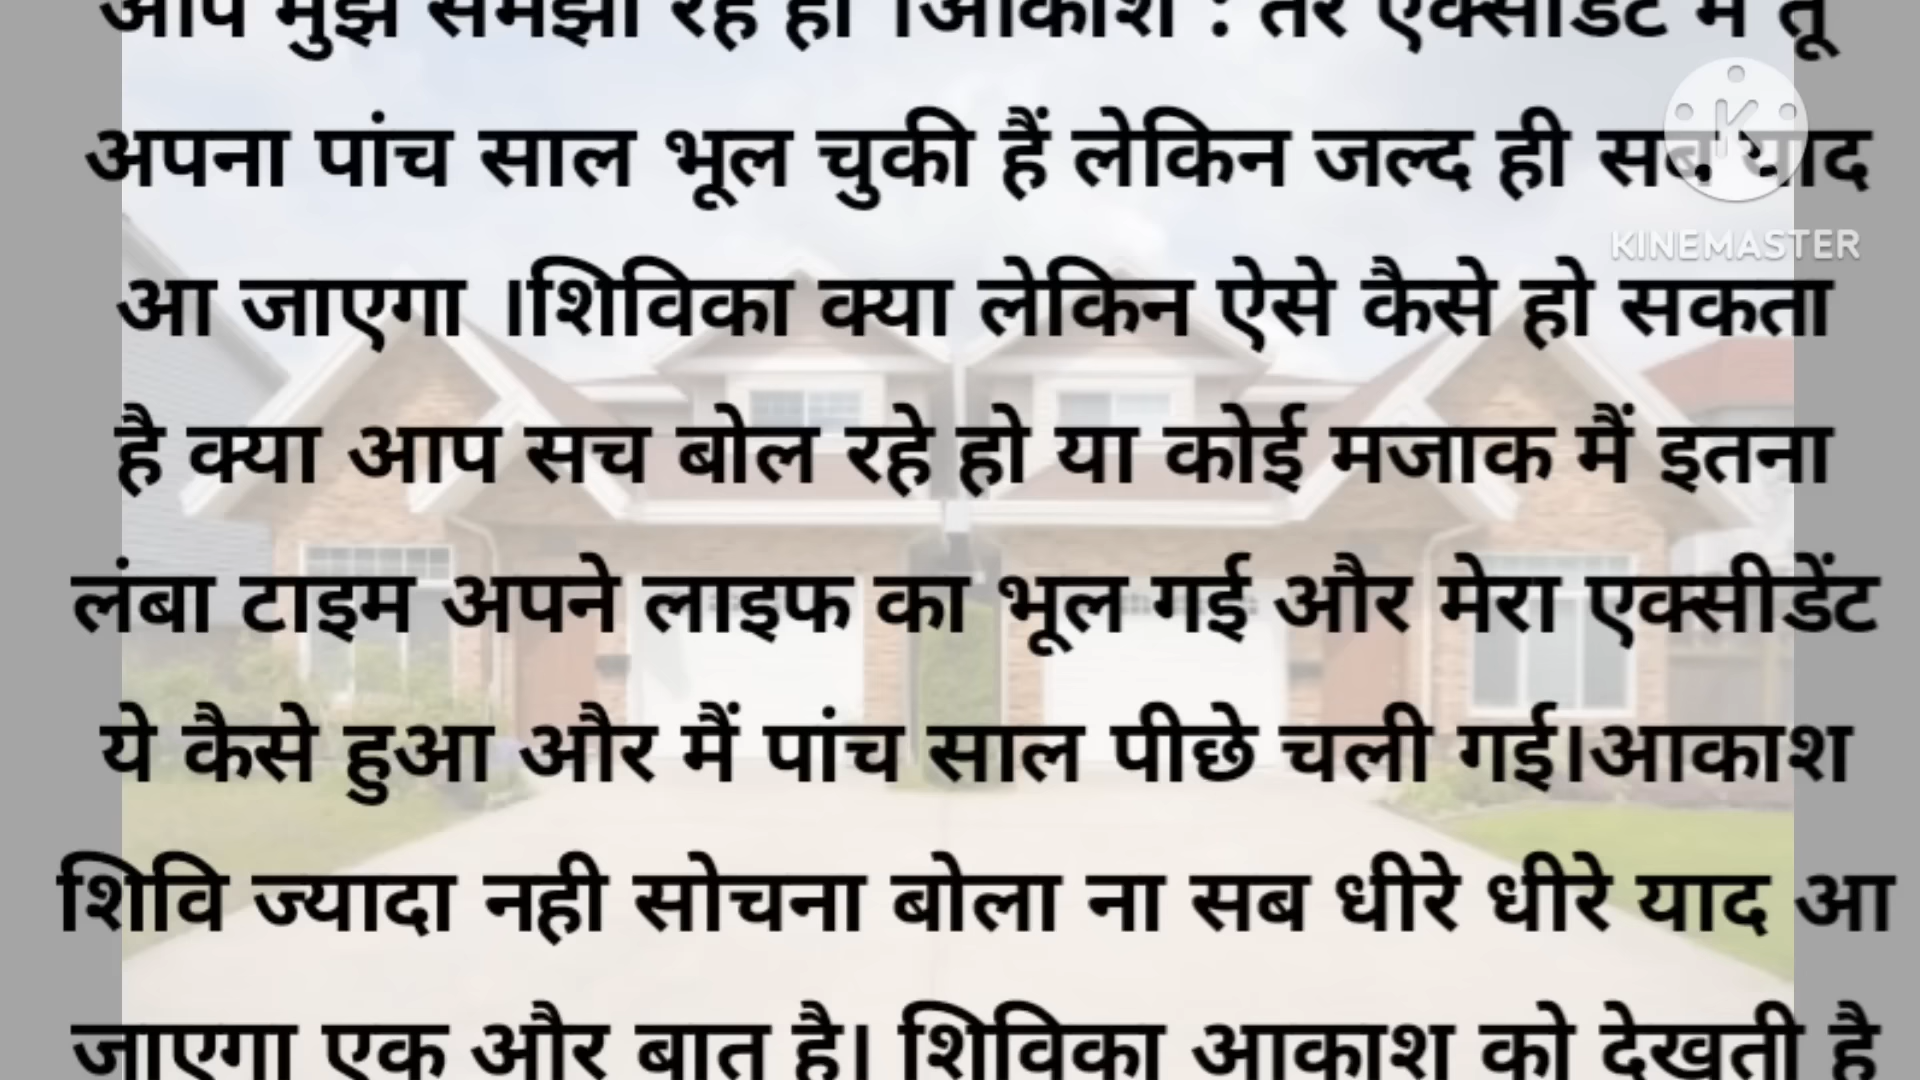 आप मुझे समझा रहे हो ।आकाश : तेरे एक्सीडेंट में तू
अपना पांच साल भूल चुकी हैं लेकिन जल्द ही सब याद
KINEMASTER
आ जाएगा ।शिविका क्या लेकिन ऐसे कैसे हो सकता
है क्या आप सच बोल रहे हो या कोई मजाक मैं इतना
लंबा टाइम अपने लाइफ का भूल गई और मेरा एक्सीडेंट
ये कैसे हुआ और मैं पांच साल पीछे चली गई।आकाश
शिवि ज्यादा नही सोचना बोला ना सब धीरे धीरे याद आ
जाएगा एक और बात है। शिविका आकाश को देखती है